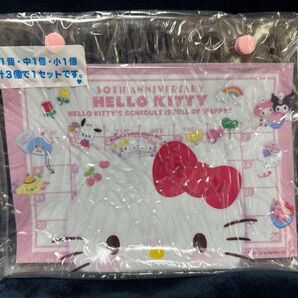 1個・中1個・小1個
計3個で1セットです。
50TH ANNIVERSARY
HELLO KITTY
HELLO KITTY'S SCHEDULE IS FULL OF "HAPPY"